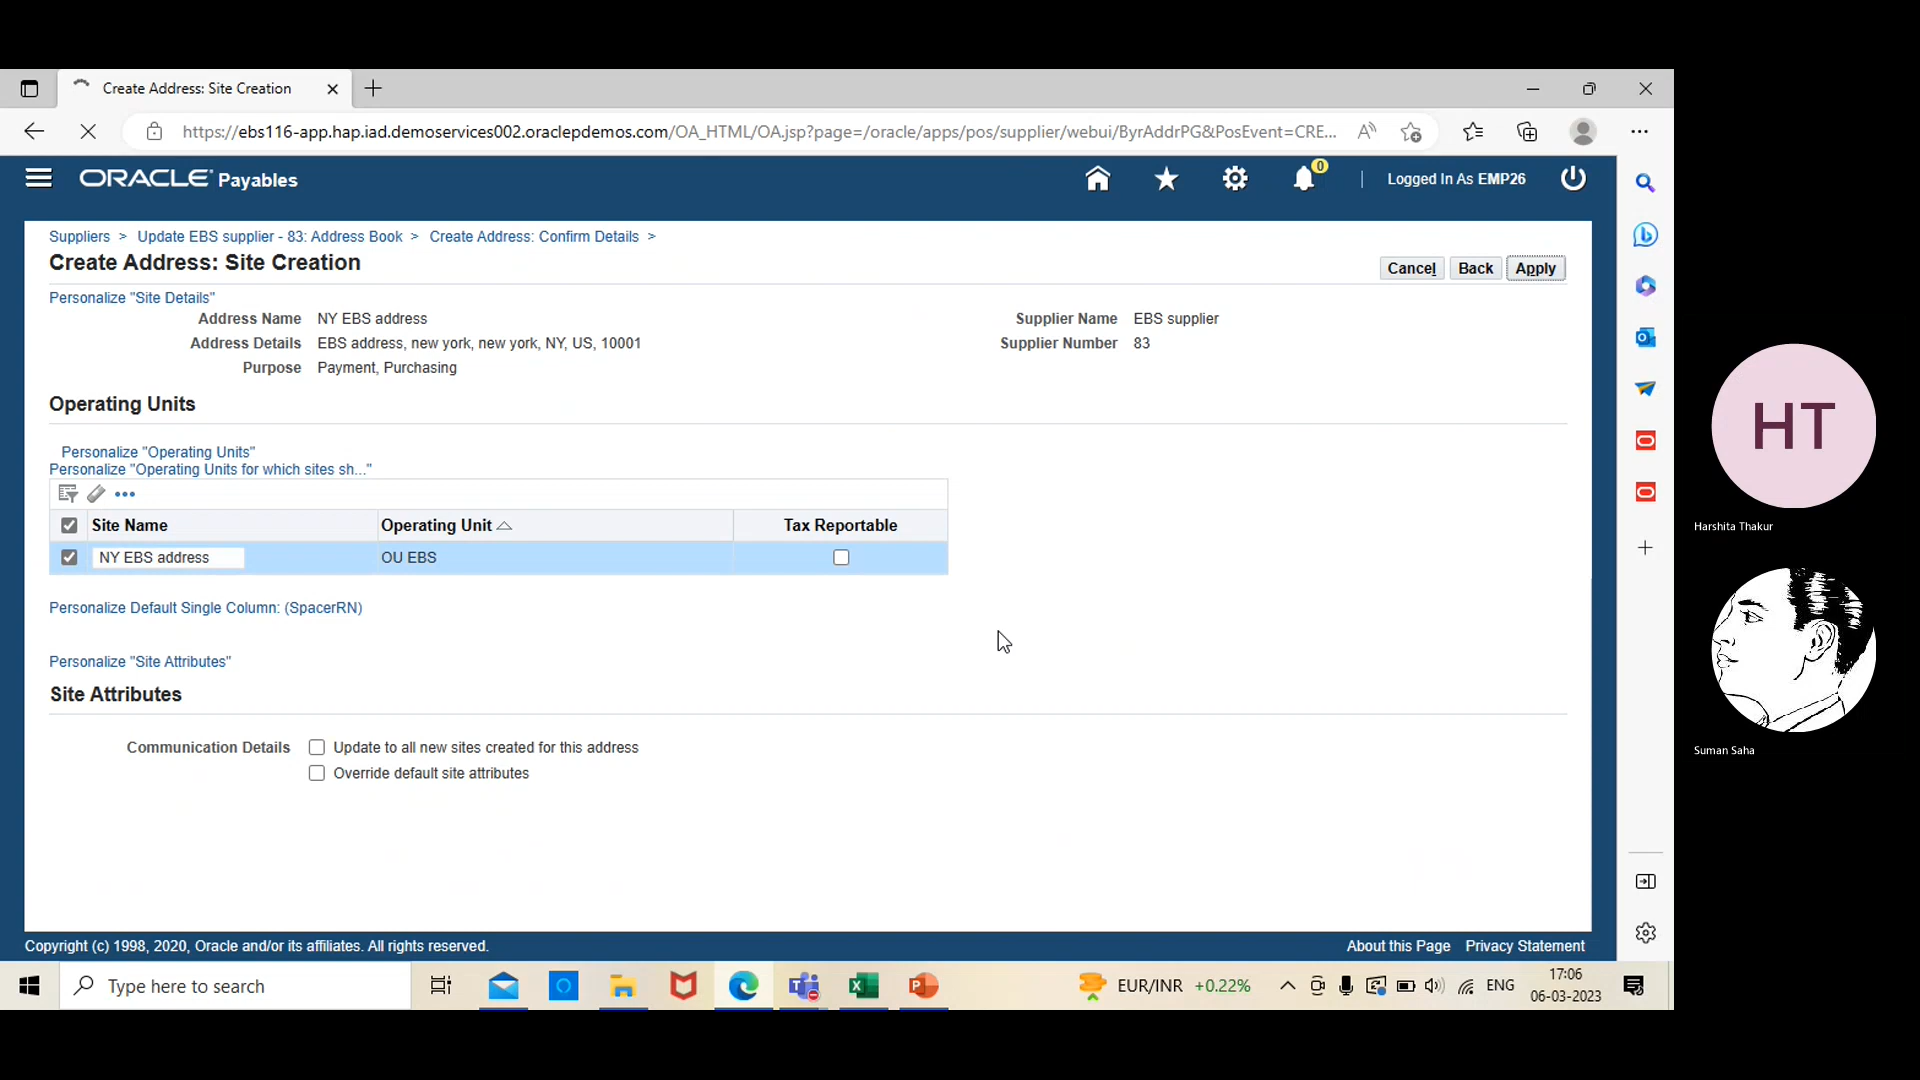 Create Address: Site Creation
https://ebs116-app.hap.iad.demoservices002.oraclepdemos.com/OA_HTML/OA.jsp?page=/oracle/apps/pos/supplier/webui/ByrAddrPG&PosEvent=CRE...
ORACLE Payables
0
Logged In As EMP26
Suppliers > Update EBS supplier - 83: Address Book > Create Address: Confirm Details >
Create Address: Site Creation
Cancel Back Apply
Personalize "Site Details"
Address Name NY EBS address Supplier Name EBS supplier
Address Details EBS address, new york, new york, NY, US, 10001 Supplier Number 83
Purpose Payment, Purchasing
Operating Units
Personalize "Operating Units"
Personalize "Operating Units for which sites sh..."
Site Name Operating Unit Tax Reportable
NY EBS address OU EBS
Personalize Default Single Column: (SpacerRN)
Personalize "Site Attributes"
Site Attributes
Communication Details Update to all new sites created for this address
Override default site attributes
Copyright (c) 1998, 2020, Oracle and/or its affiliates. All rights reserved. About this Page Privacy Statement
Type here to search EUR/INR +0.22% ENG 17:06
06-03-2023
HT
Harshita Thakur
Suman Saha